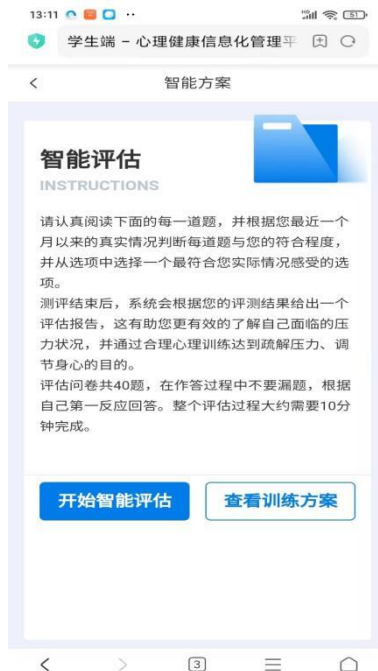 13:11
51
学生端 – 心理健康信息化管理平
智能方案
智能评估
INSTRUCTIONS
请认真阅读下面的每一道题，并根据您最近一个
月以来的真实情况判断每道题与您的符合程度，
并从选项中选择一个最符合您实际情况感受的选
项。
测评结束后，系统会根据您的评测结果给出一个
评估报告，这有助您更有效的了解自己面临的压
力状况，并通过合理心理训练达到疏解压力、调
节身心的目的。
评估问卷共40题，在作答过程中不要漏题，根据
自己第一反应回答。整个评估过程大约需要10分
钟完成。
开始智能评估
查看训练方案
3